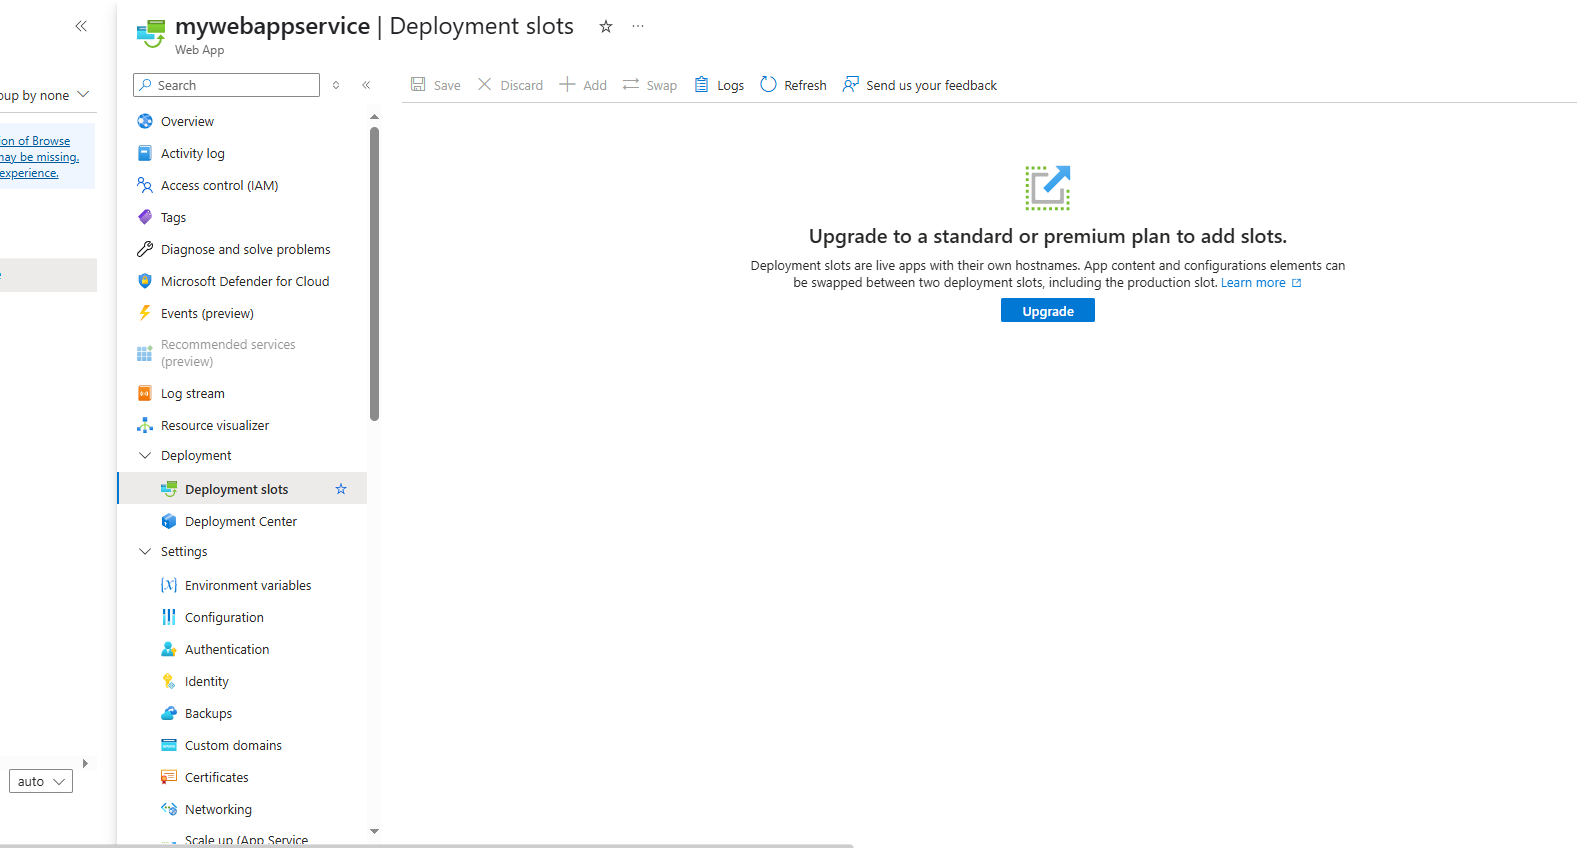 mywebappservice | Deployment slots
Web App
oup by none
ion of Browse
may be missing.
experience.
auto
Search
Overview
Activity log
Access control (IAM)
Tags
Diagnose and solve problems
Microsoft Defender for Cloud
Events (preview)
Recommended services
(preview)
Log stream
Resource visualizer
Deployment
Deployment slots
Deployment Center
Settings
Environment variables
Configuration
Authentication
Identity
Backups
Custom domains
Certificates
Networking
Scale up (App Service
Save Discard Add Swap Logs Refresh Send us your feedback
Upgrade to a standard or premium plan to add slots.
Deployment slots are live apps with their own hostnames. App content and configurations elements can
be swapped between two deployment slots, including the production slot. Learn more
Upgrade